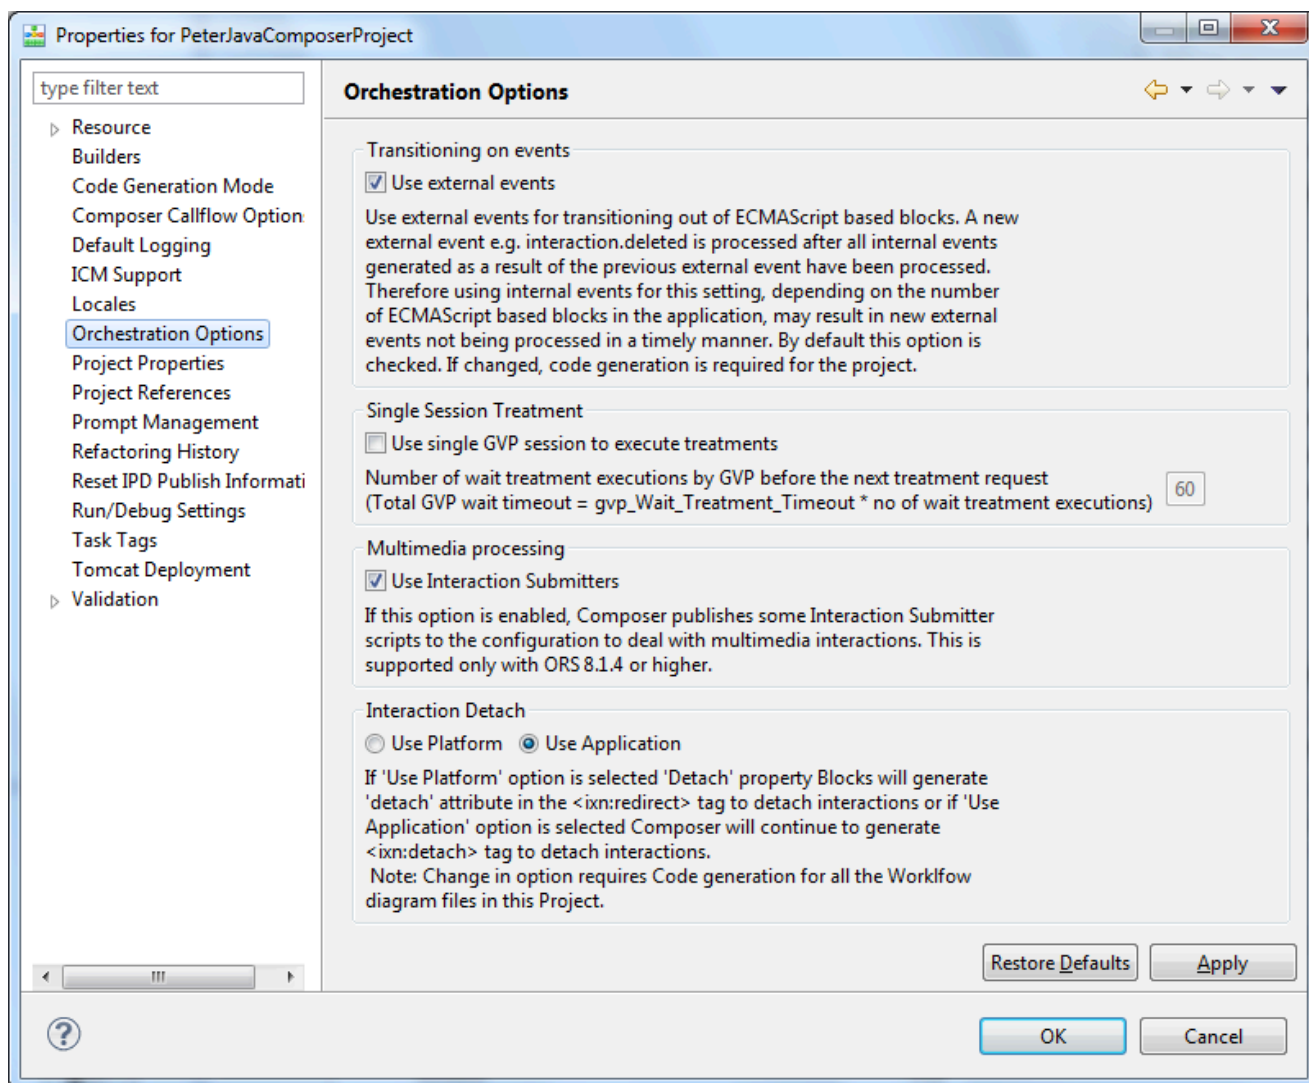 Properties for PeterJavaComposerProject
type filter text
Resource
Builders
Code Generation Mode
Composer Callflow Option
Default Logging
ICM Support
Locales
Orchestration Options
Project Properties
Project References
Prompt Management
Refactoring History
Reset IPD Publish Informati
Run/Debug Settings
Task Tags
Tomcat Deployment
Validation
Orchestration Options
Transitioning on events
Use external events
Use external events for transitioning out of ECMAScript based blocks. A new
external event e.g. interaction.deleted is processed after all internal events
generated as a result of the previous external event have been processed.
Therefore using internal events for this setting, depending on the number
of ECMAScript based blocks in the application, may result in new external
events not being processed in a timely manner. By default this option is
checked. If changed, code generation is required for the project.
Single Session Treatment
Use single GVP session to execute treatments
Number of wait treatment executions by GVP before the next treatment request
(Total GVP wait timeout = gvp_Wait_Treatment_Timeout * no of wait treatment executions)
60
Multimedia processing
Use Interaction Submitters
If this option is enabled, Composer publishes some Interaction Submitter
scripts to the configuration to deal with multimedia interactions. This is
supported only with ORS 8.1.4 or higher.
Interaction Detach
Use Platform Use Application
If 'Use Platform' option is selected 'Detach' property Blocks will generate
'detach' attribute in the <ixn:redirect> tag to detach interactions or if 'Use
Application' option is selected Composer will continue to generate
<ixn:detach> tag to detach interactions.
Note: Change in option requires Code generation for all the Worklfow
diagram files in this Project.
Restore Defaults Apply
OK Cancel